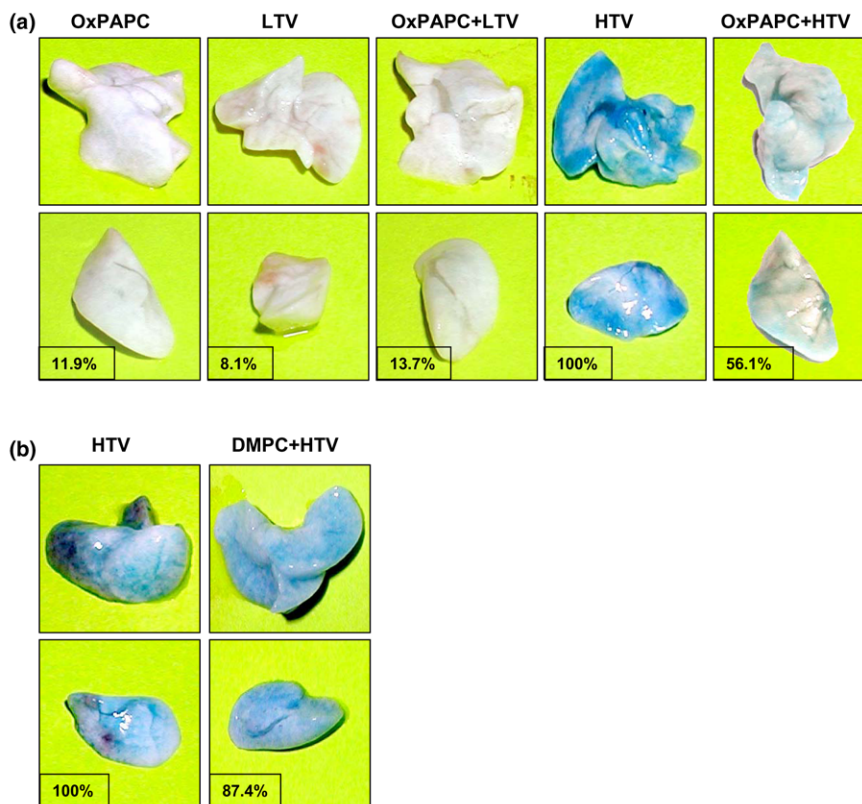 (a)
OxPAPC LTV OxPAPC+LTV HTV OxPAPC+HTV
11.9% 8.1% 13.7% 100% 56.1%
(b)
HTV DMPC+HTV
100% 87.4%